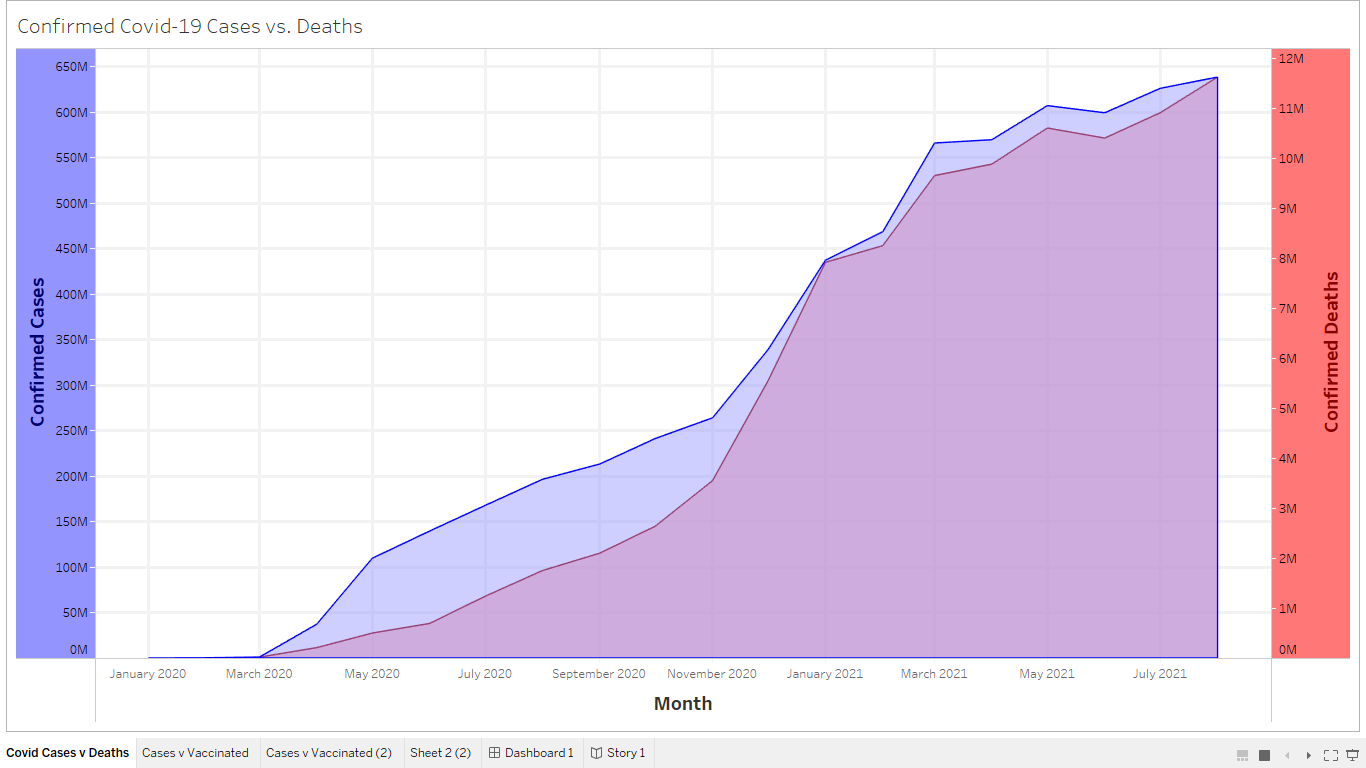 Confirmed Covid-19 Cases vs. Deaths
650M
600M
550M
500M
450M
400M
350M
300M
250M
200M
150M
100M
50M
0M
Confirmed Cases
12M
11M
10M
9M
8M
7M
6M
5M
4M
3M
2M
1M
0M
Confirmed Deaths
January 2020 March 2020 May 2020 July 2020 September 2020 November 2020 January 2021 March 2021 May 2021 July 2021
Month
Covid Cases v Deaths Cases v Vaccinated Cases v Vaccinated (2) Sheet 2 (2) Dashboard 1 Story 1